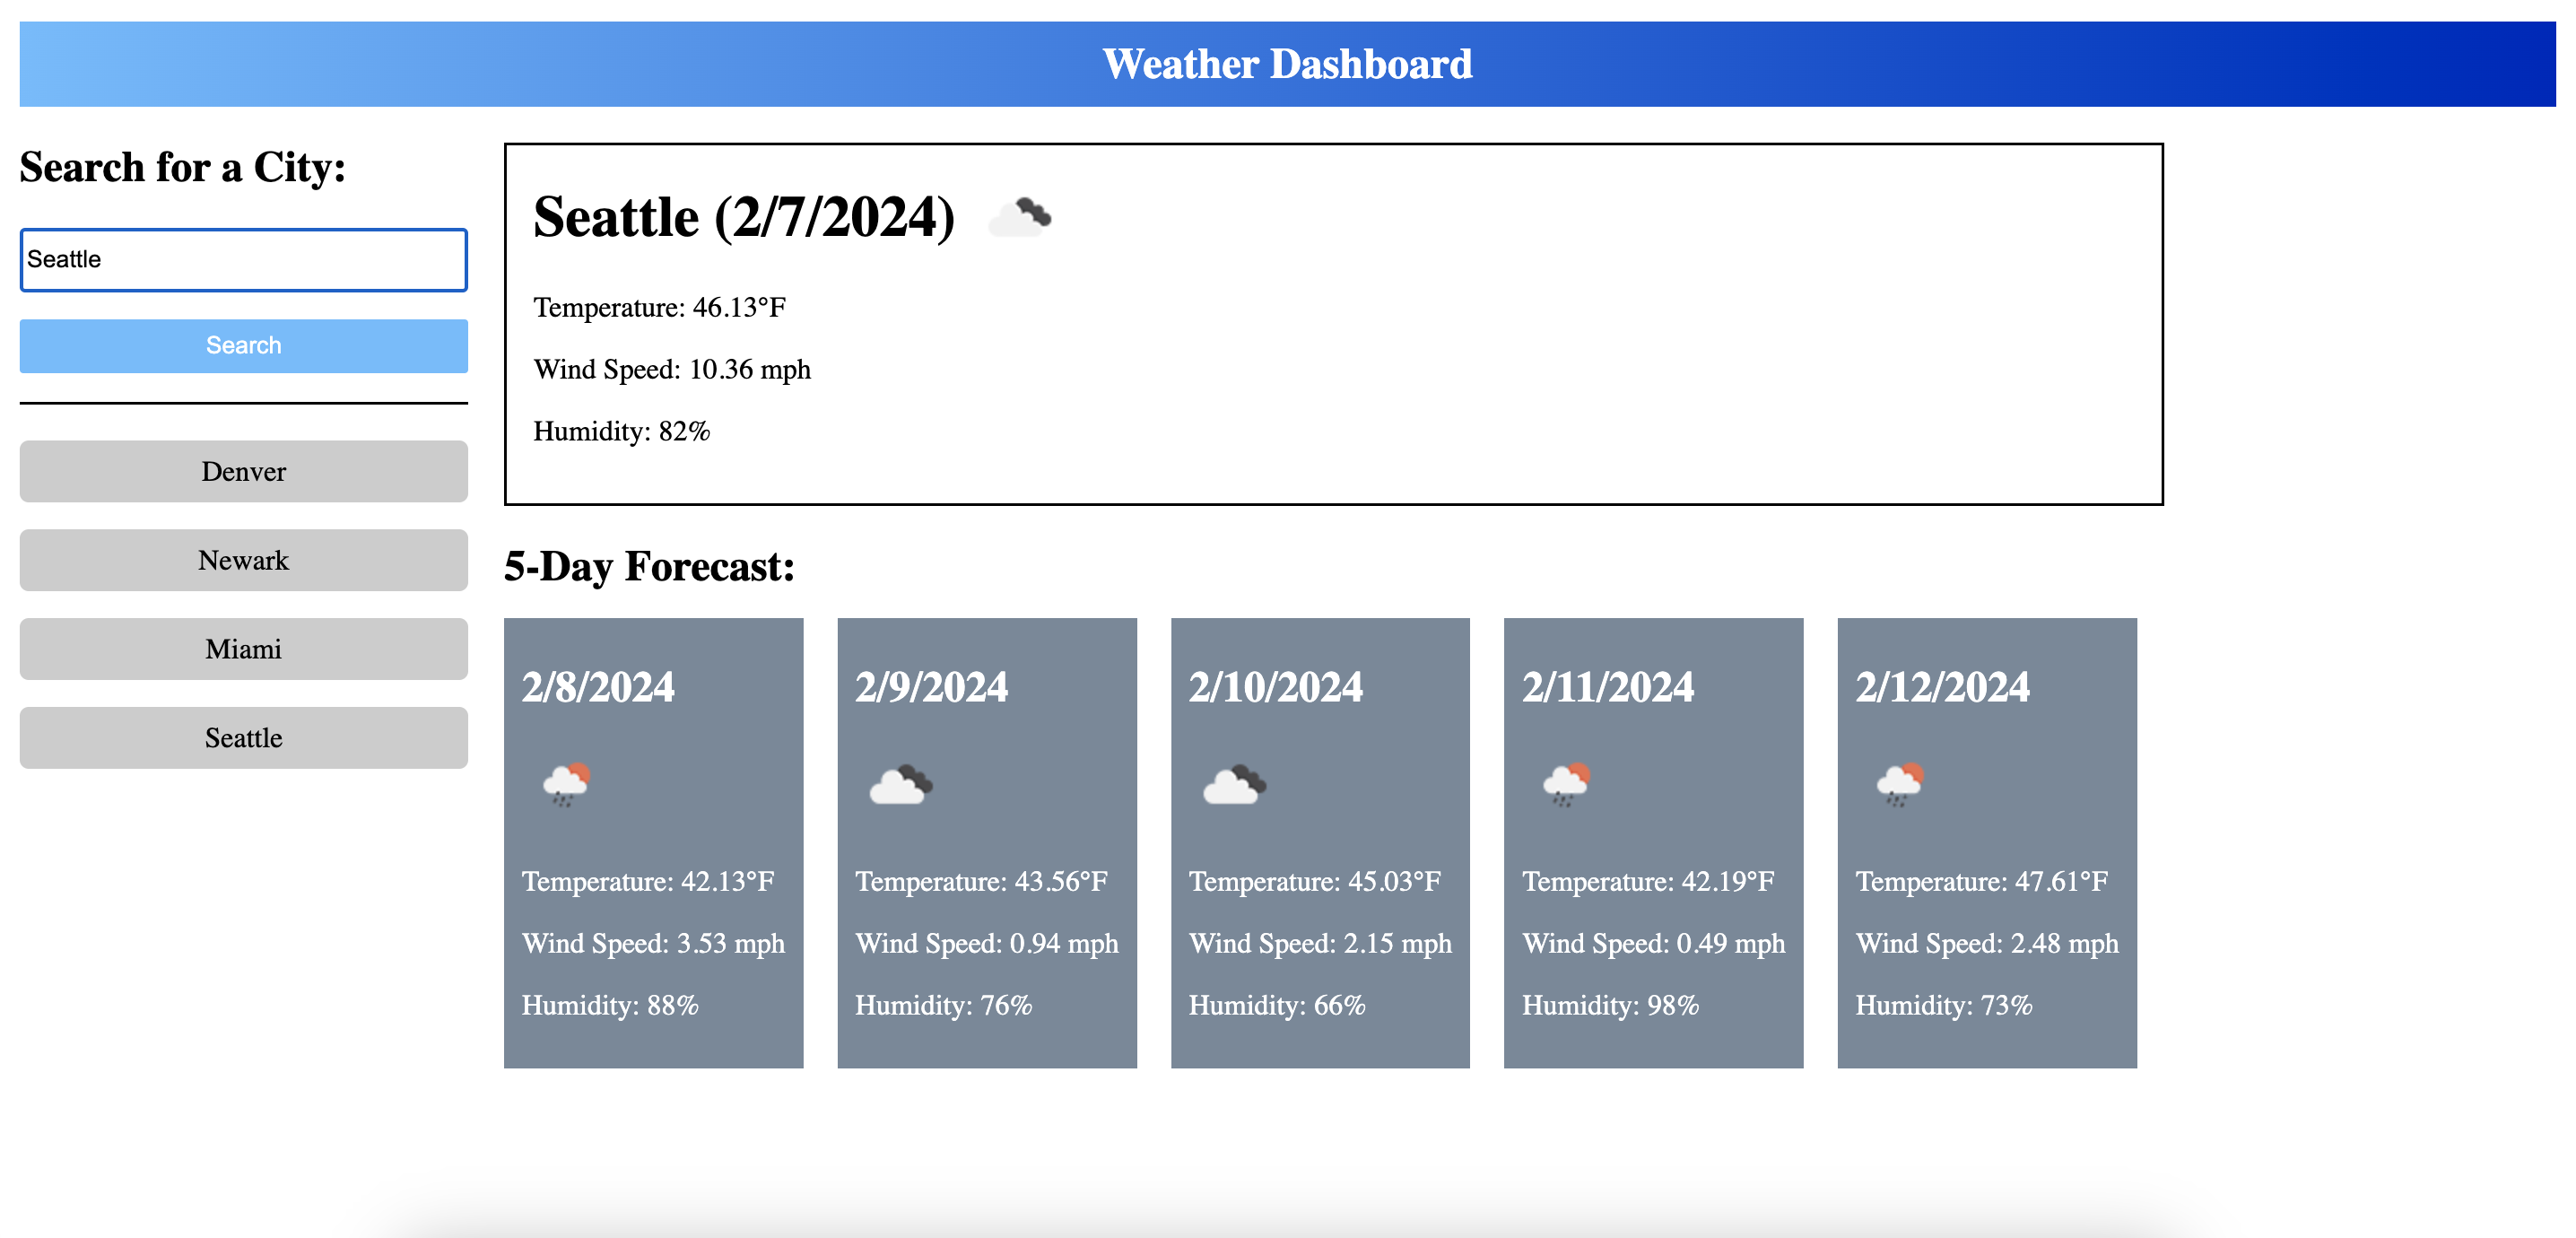 Weather Dashboard
Search for a City:
Seattle
Search
Denver
Newark
Miami
Seattle
Seattle (2/7/2024)
Temperature: 46.13°F
Wind Speed: 10.36 mph
Humidity: 82%
5-Day Forecast:
2/8/2024
Temperature: 42.13°F
Wind Speed: 3.53 mph
Humidity: 88%
2/9/2024
Temperature: 43.56°F
Wind Speed: 0.94 mph
Humidity: 76%
2/10/2024
Temperature: 45.03°F
Wind Speed: 2.15 mph
Humidity: 66%
2/11/2024
Temperature: 42.19°F
Wind Speed: 0.49 mph
Humidity: 98%
2/12/2024
Temperature: 47.61°F
Wind Speed: 2.48 mph
Humidity: 73%